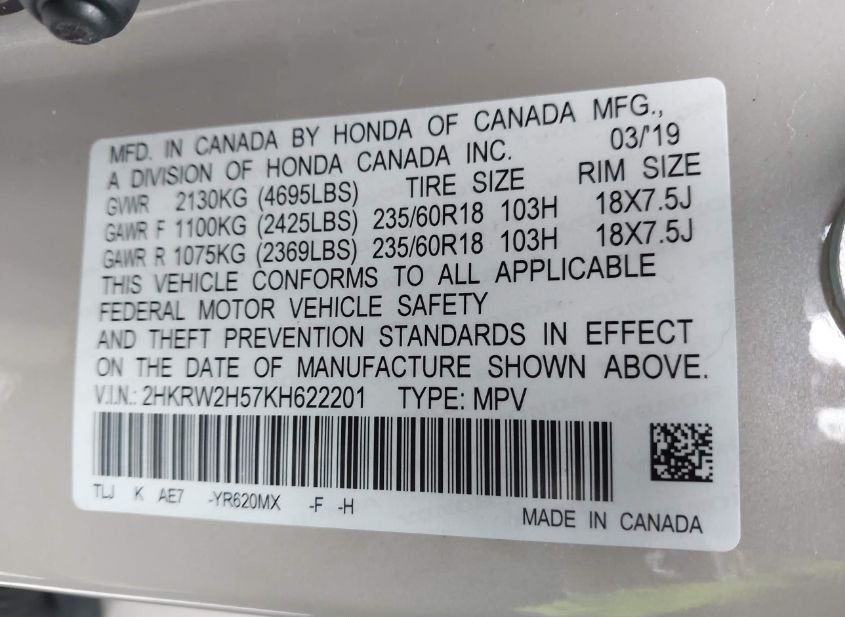 MFD. IN CANADA BY HONDA OF CANADA MFG.,
A DIVISION OF HONDA CANADA INC. 03/'19
GVWR 2130KG (4695LBS) TIRE SIZE RIM SIZE
GAWR F 1100KG (2425LBS) 235/60R18 103H 18X7.5J
GAWR R 1075KG (2369LBS) 235/60R18 103H 18X7.5J
THIS VEHICLE CONFORMS TO ALL APPLICABLE
FEDERAL MOTOR VEHICLE SAFETY
AND THEFT PREVENTION STANDARDS IN EFFECT
ON THE DATE OF MANUFACTURE SHOWN ABOVE.
V.I.N.: 2HKRW2H57KH622201 TYPE: MPV
TLJ K AE7 -YR620MX -F -H
MADE IN CANADA